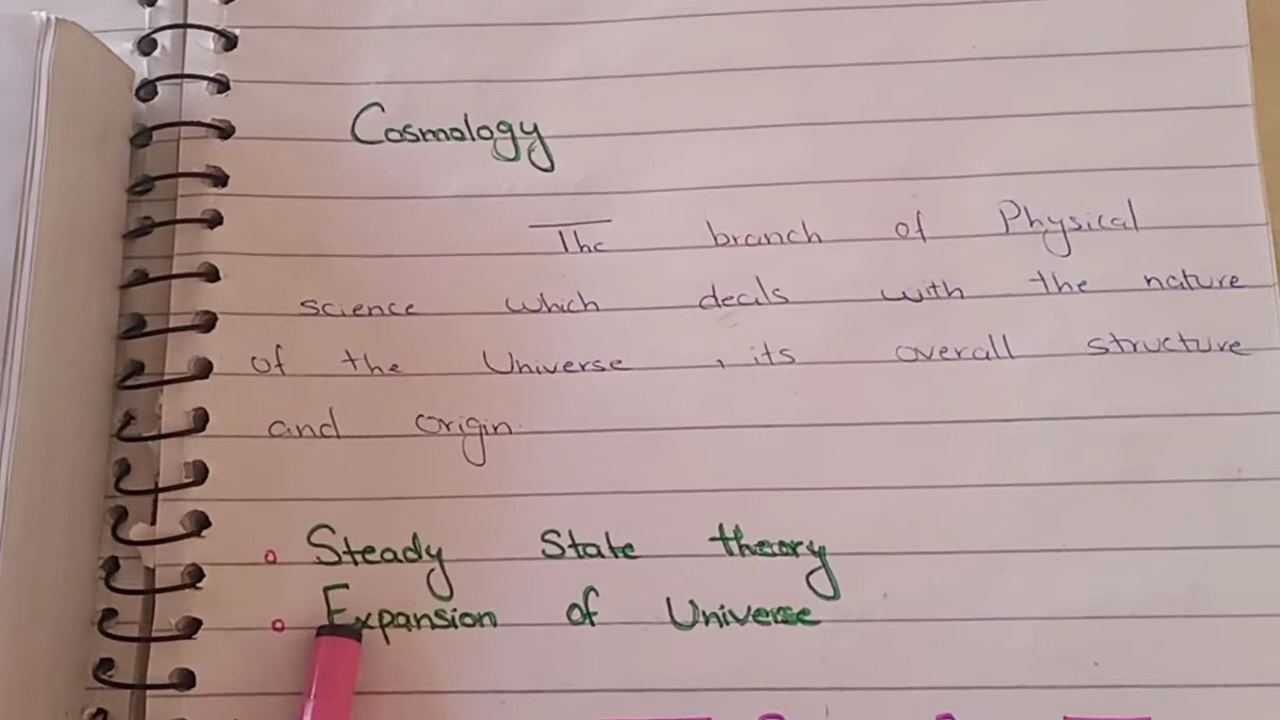 Cosmology
The branch of Physical
science which deals with the nature
of the Universe , its overall structure
and origin.
Steady State theory
Expansion of Universe